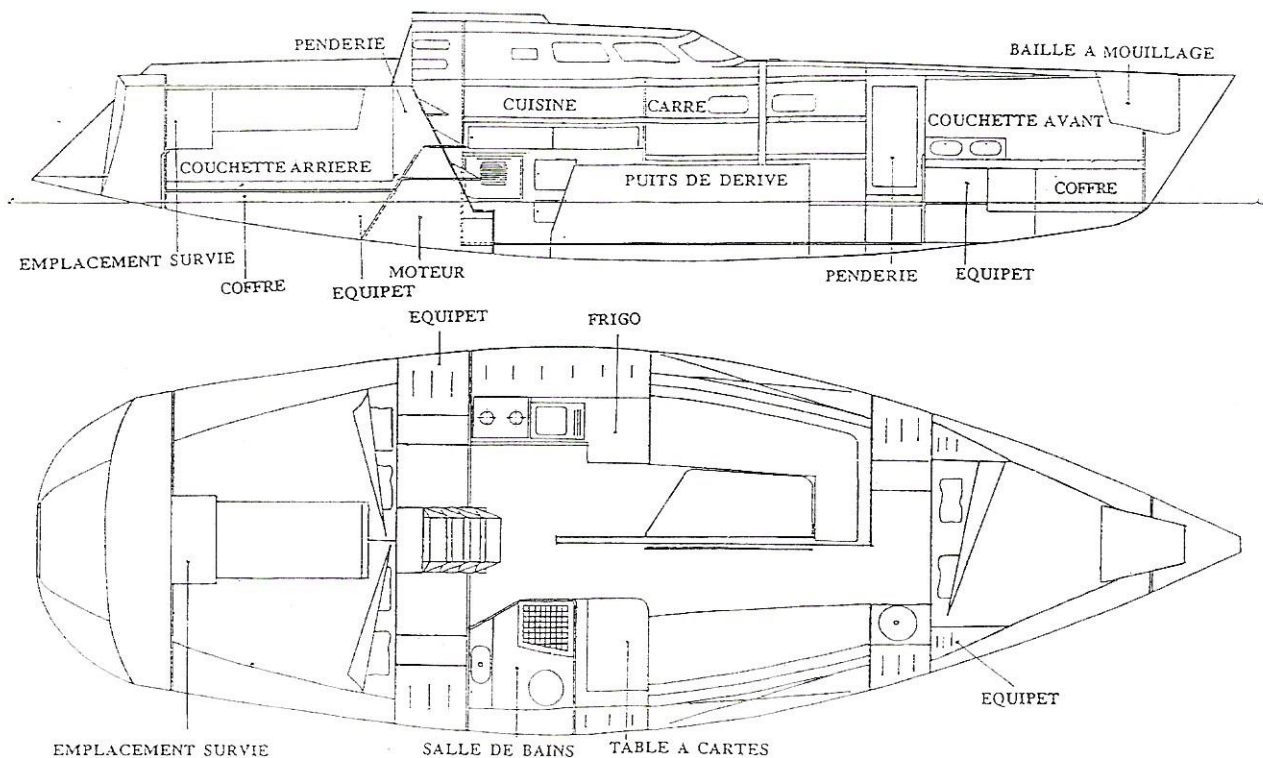 PENDERIE
BAILLE A MOUILLAGE
CUISINE
CARRE
COUCHETTE AVANT
COUCHETTE ARRIERE
PUITS DE DERIVE
COFFRE
EMPLACEMENT SURVIE
COFFRE
EQUIPET
MOTEUR
PENDERIE
EQUIPET
EQUIPET
FRIGO
EQUIPET
EMPLACEMENT SURVIE
SALLE DE BAINS
TABLE A CARTES